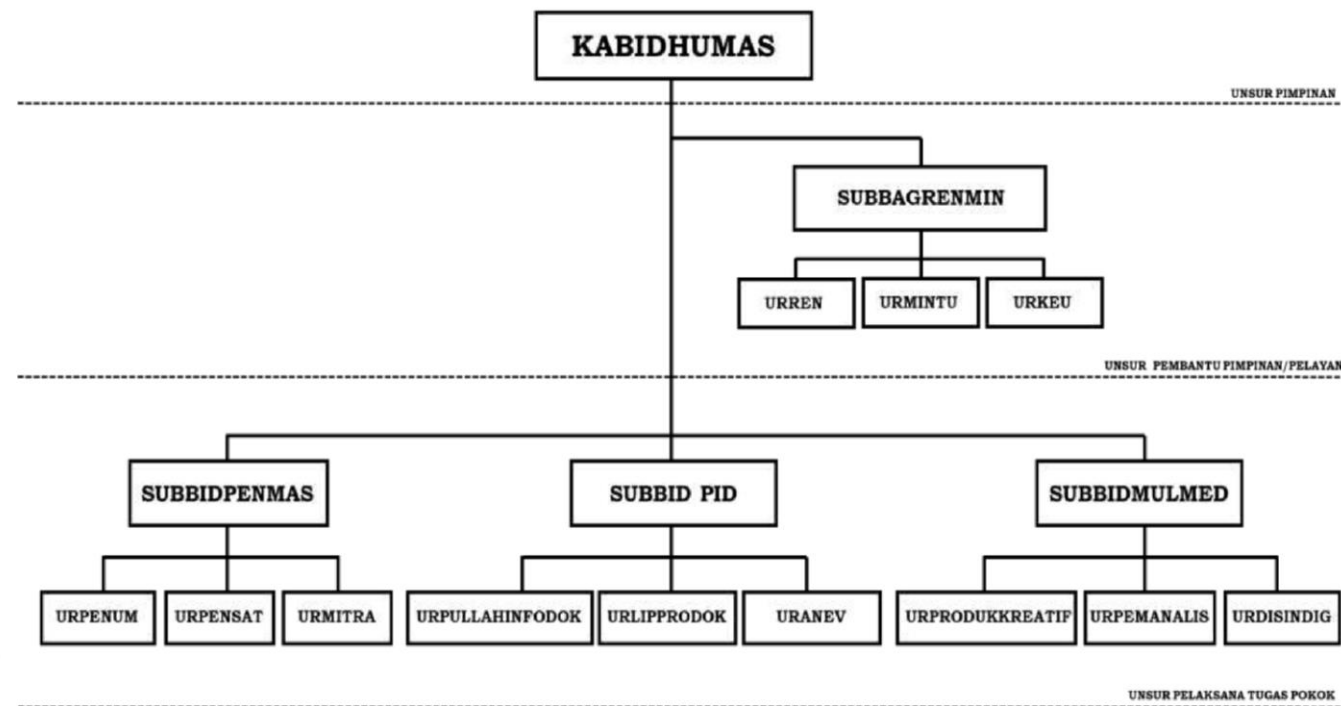 KABIDHUMAS
UNSUR PIMPINAN
SUBBAGRENMIN
URREN URMINTU URKEU
UNSUR PEMBANTU PIMPINAN/PELAYAN
SUBBIDPENMAS SUBBID PID SUBBIDMULMED
URPENUM URPENSAT URMITRA URPULLAHINFODOK URLIPPRODOK URANEV URPRODUKKREATIF URPEMANALIS URDISINDIG
UNSUR PELAKSANA TUGAS POKOK